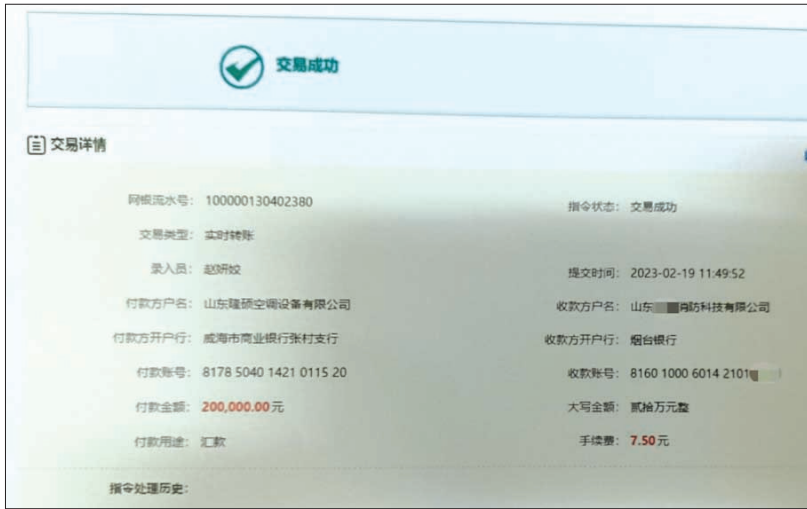 交易成功
交易详情
网银流水号: 100000130402380
指令状态: 交易成功
交易类型: 实时转账
录入员: 赵妍姣
提交时间: 2023-02-19 11:49:52
付款方户名: 山东隆硕空调设备有限公司
收款方户名: 山东 消防科技有限公司
付款方开户行: 威海市商业银行张村支行
收款方开户行: 烟台银行
付款账号: 8178 5040 1421 0115 20
收款账号: 8160 1000 6014 2101
付款金额: 200,000.00元
大写金额: 贰拾万元整
付款用途: 汇款
手续费: 7.50元
指令处理历史: